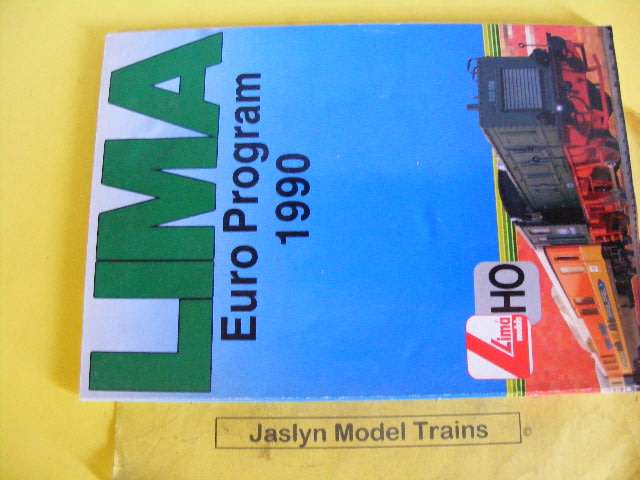 LIMA
Euro Program
1990
Lima
HO
Jaslyn Model Trains
©